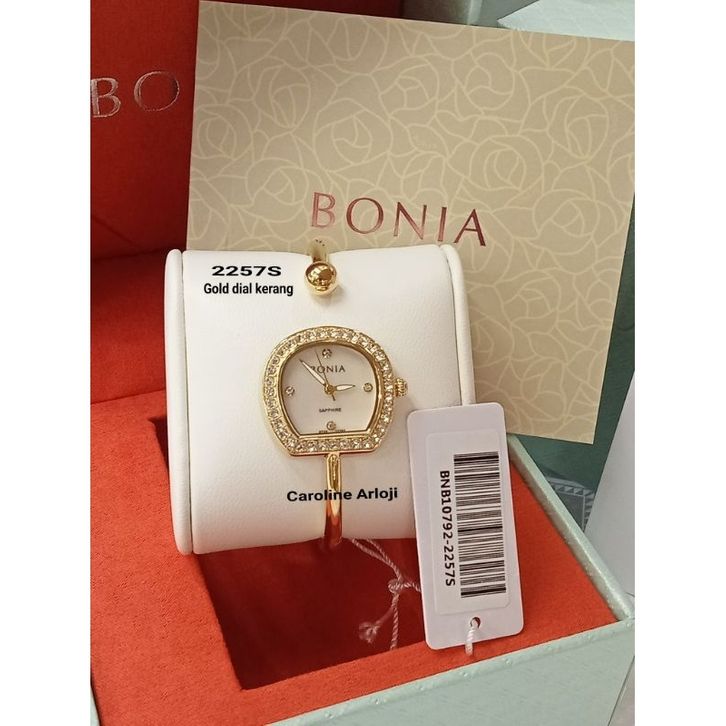 BO
BONIA
2257S
Gold dial kerang
BONIA
SAPPHIRE
Caroline Arloji
BNB10792-2257S